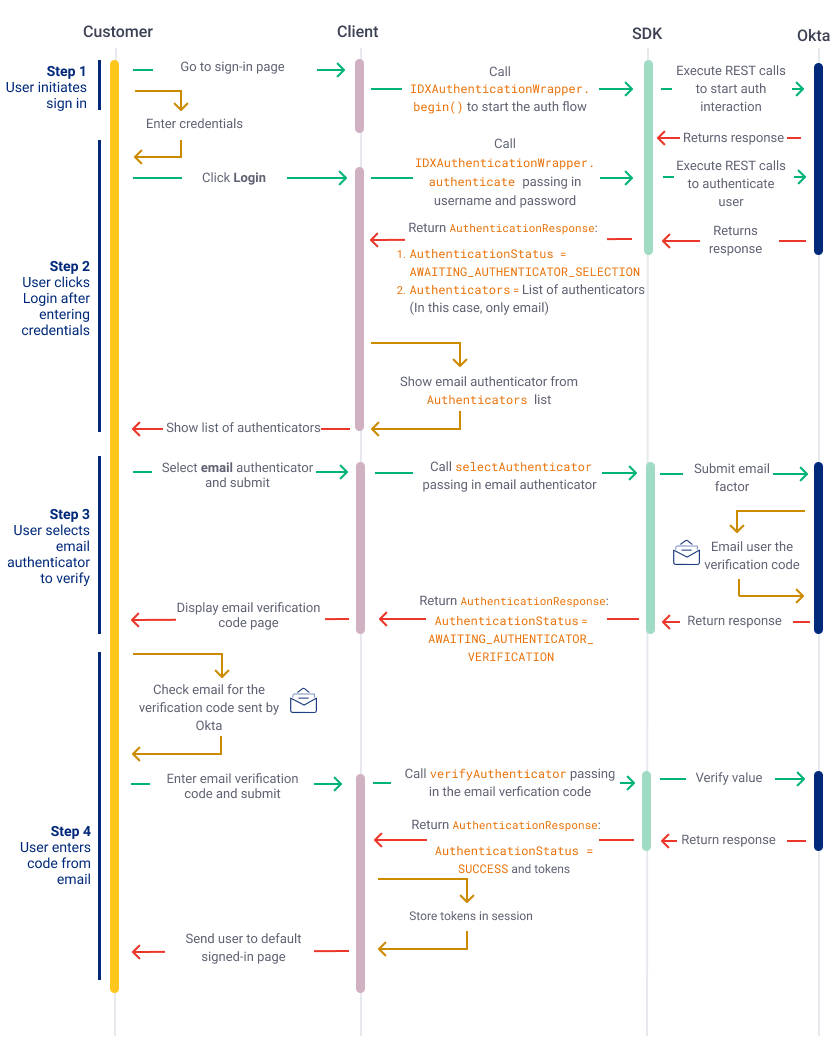 Customer
Client
SDK
Okta
Step 1
User initiates
sign in
Go to sign-in page
Call
IDXAuthenticationWrapper.
begin() to start the auth flow
Execute REST calls
to start auth
interaction
Enter credentials
Returns response
Call
IDXAuthenticationWrapper.
authenticate passing in
username and password
Execute REST calls
to authenticate
user
Click Login
Step 2
User clicks
Login after
entering
credentials
Return AuthenticationResponse:
1. AuthenticationStatus =
AWAITING_AUTHENTICATOR_SELECTION
2. Authenticators = List of authenticators
(In this case, only email)
Returns
response
Show email authenticator from
Authenticators list
Show list of authenticators
Step 3
User selects
email
authenticator
to verify
Select email authenticator
and submit
Call selectAuthenticator
passing in email authenticator
Submit email
factor
Email user the
verification code
Display email verification
code page
Return AuthenticationResponse:
AuthenticationStatus =
AWAITING_AUTHENTICATOR_
VERIFICATION
Return response
Check email for the
verification code sent by
Okta
Step 4
User enters
code from
email
Enter email verification
code and submit
Call verifyAuthenticator passing
in the email verfication code
Verify value
Return AuthenticationResponse:
AuthenticationStatus =
SUCCESS and tokens
Return response
Store tokens in session
Send user to default
signed-in page